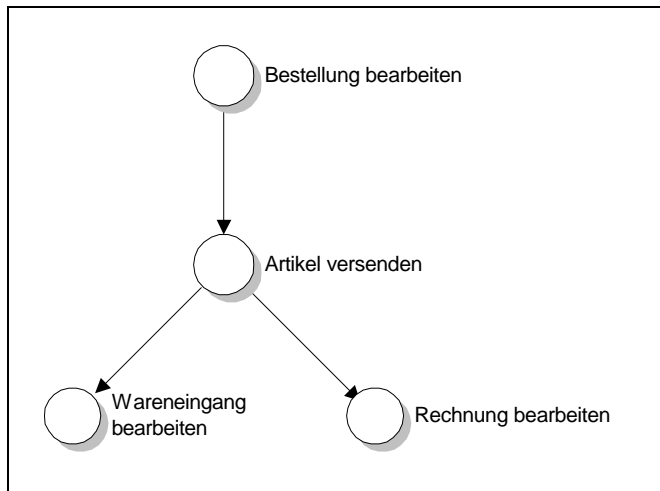 Bestellung bearbeiten
Artikel versenden
Wareneingang
bearbeiten
Rechnung bearbeiten